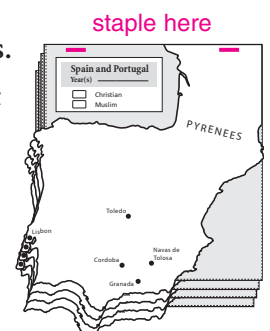 staple here
s.
Spain and Portugal
Year(s)
Christian
Muslim
PYRENEES
Toledo
Lisbon
Navas de
Tolosa
Cordoba
Granada